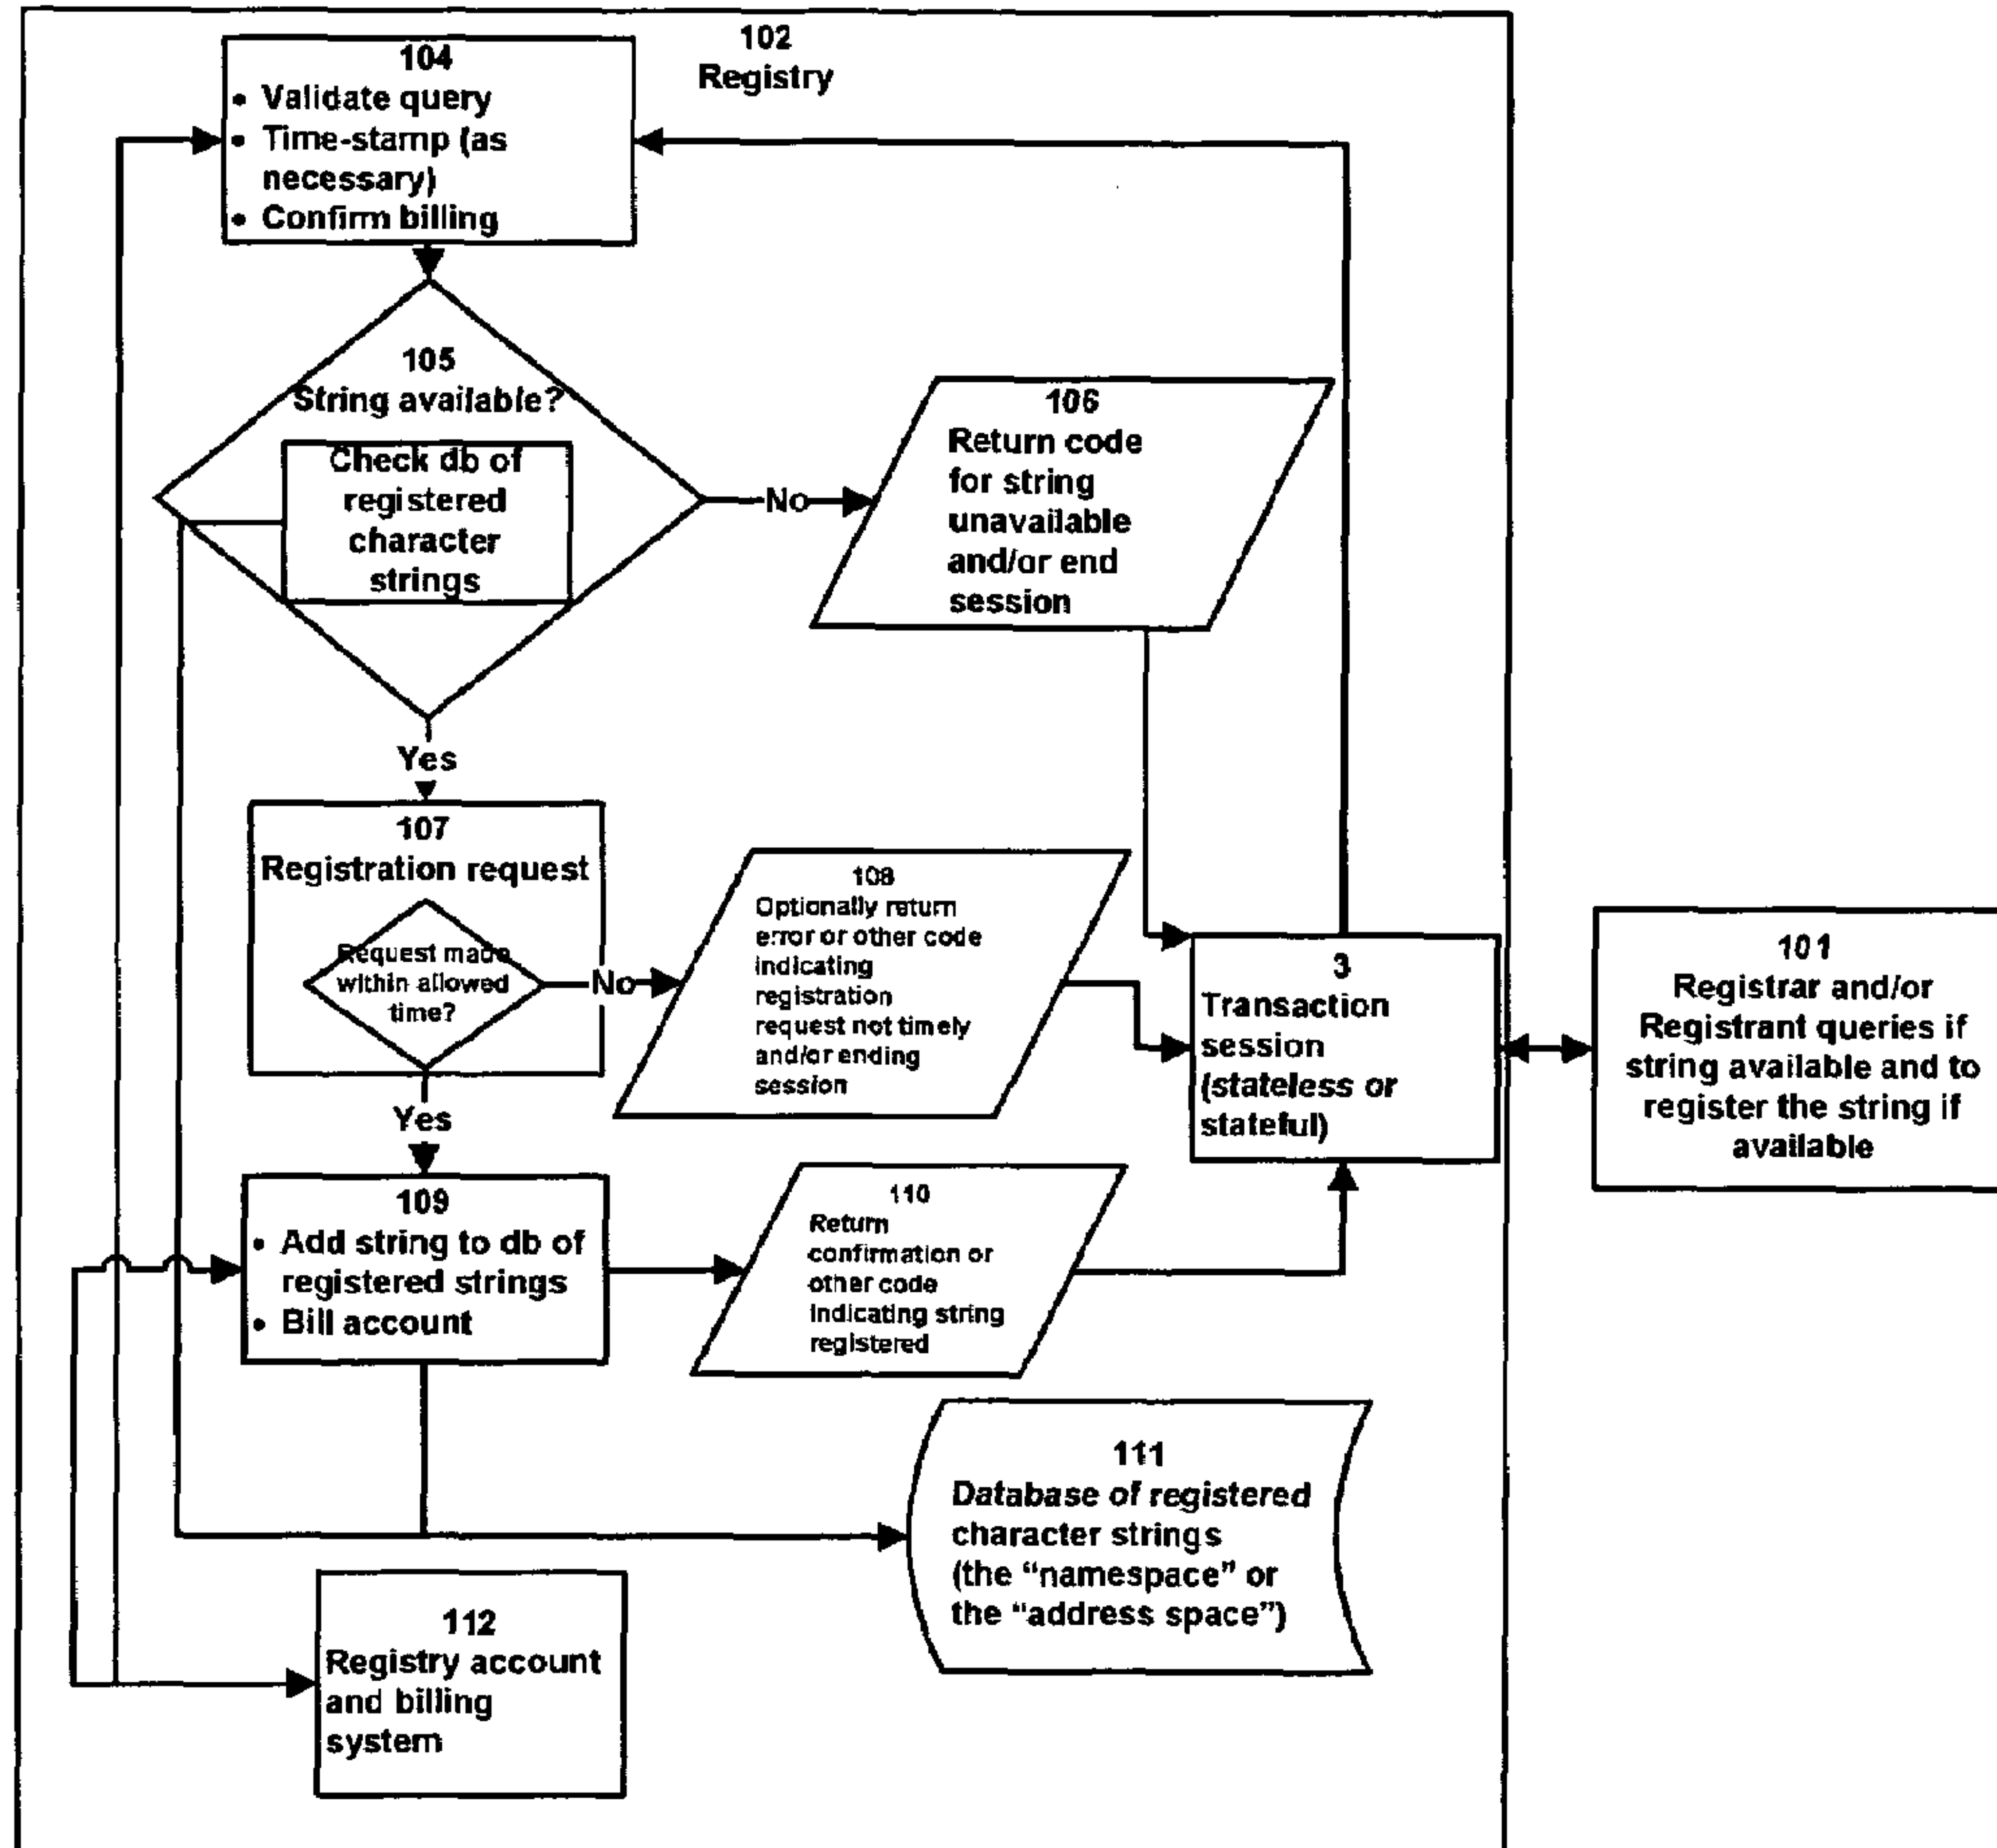 102
Registry
104
• Validate query
• Time-stamp (as
necessary)
• Confirm billing
105
String available?
Check db of
registered
character
strings
No
106
Return code
for string
unavailable
and/or end
session
Yes
107
Registration request
Request made
within allowed
time?
No
108
Optionally return
error or other code
indicating
registration
request not timely
and/or ending
session
3
Transaction
session
(stateless or
stateful)
101
Registrar and/or
Registrant queries if
string available and to
register the string if
available
Yes
109
• Add string to db of
registered strings
• Bill account
110
Return
confirmation or
other code
indicating string
registered
111
Database of registered
character strings
(the “namespace” or
the “address space”)
112
Registry account
and billing
system